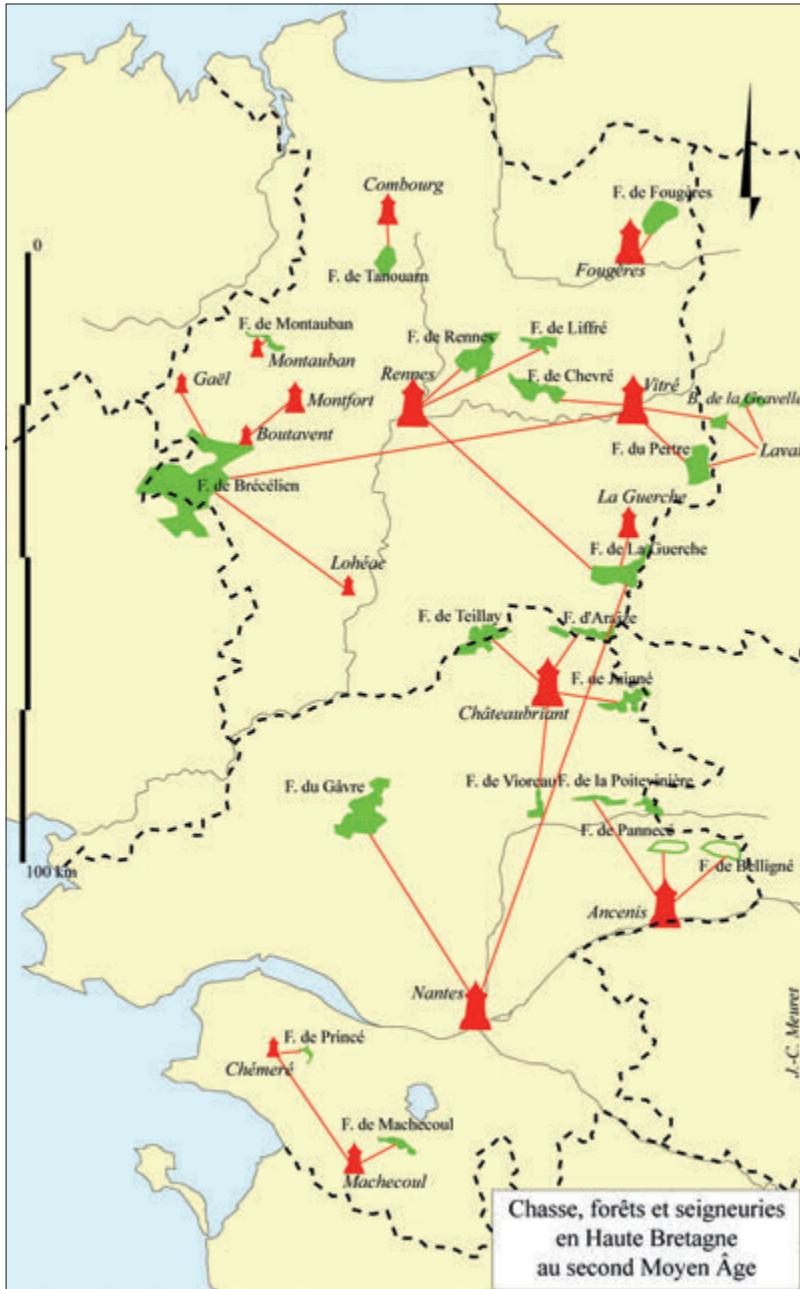 Combourg
F. de Fougères
Fougères
F. de Tanouarn
0
F. de Montauban
Montauban
F. de Rennes
F. de Liffré
Gaël
Rennes
F. de Chevré
Vitré
B. de la Gravelle
Montfort
Boutavent
F. du Pertre
Laval
F. de Brécélien
La Guerche
F. de La Guerche
Lohéac
F. de Teillay
F. d'Araize
F. de Juigné
Châteaubriant
F. du Gâvre
F. de Vioreau
F. de la Poitevinière
F. de Pannecé
100 km
F. de Belligné
Ancenis
Nantes
F. de Princé
Chémeré
F. de Machecoul
Machecoul
J.-C. Meuret
Chasse, forêts et seigneuries
en Haute Bretagne
au second Moyen Âge